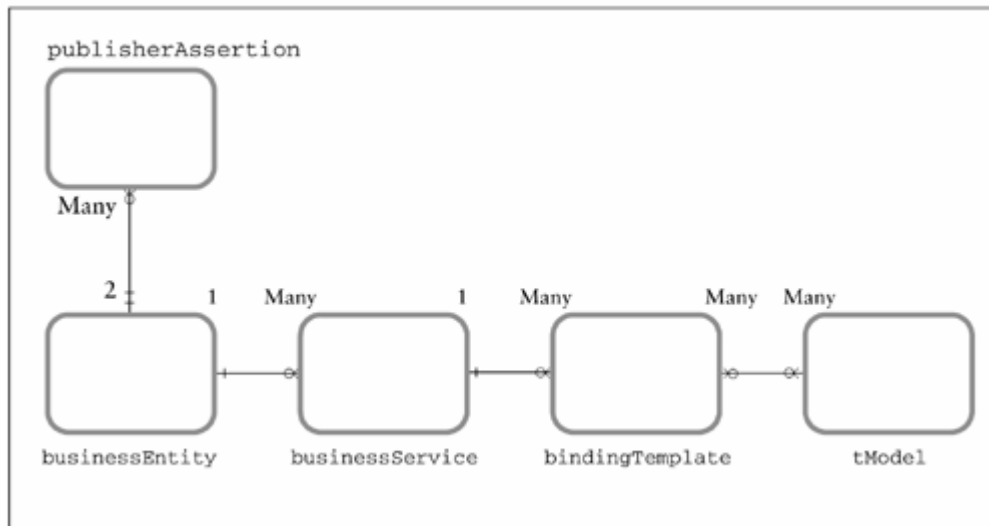 publisherAssertion
Many
2
1
Many
1
Many
Many
Many
businessEntity
businessService
bindingTemplate
tModel